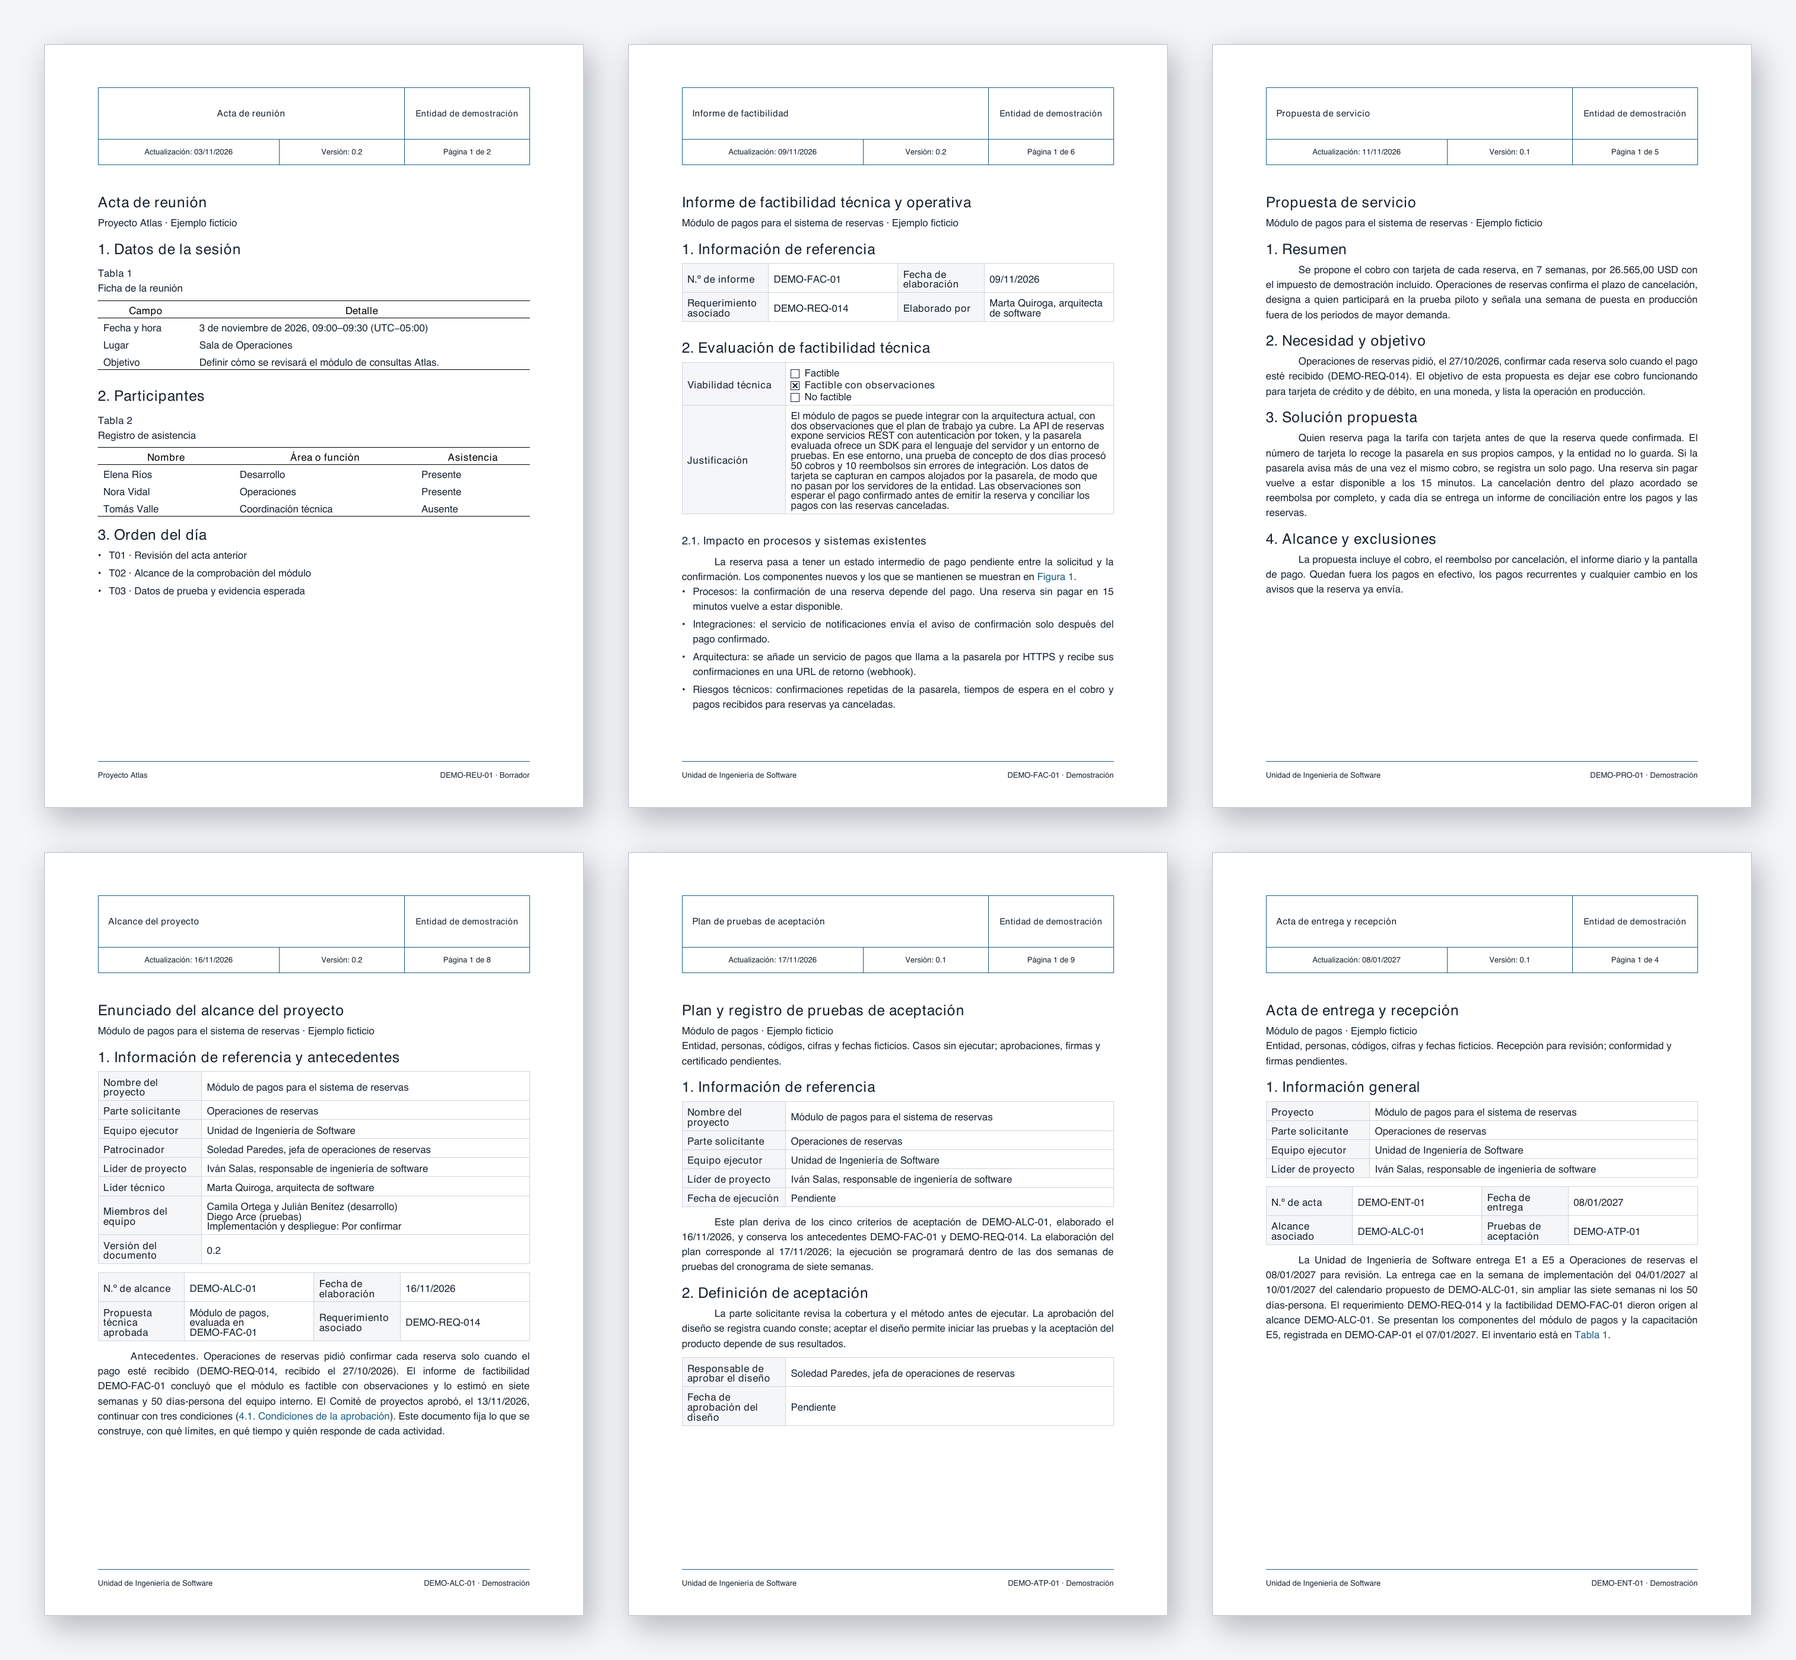 Acta de reunión
Entidad de demostración
Actualización: 03/11/2026
Versión: 0.2
Página 1 de 2
Acta de reunión
Proyecto Atlas · Ejemplo ficticio
1. Datos de la sesión
Tabla 1
Ficha de la reunión
Campo Detalle
Fecha y hora 3 de noviembre de 2026, 09:00–09:30 (UTC−05:00)
Lugar Sala de Operaciones
Objetivo Definir cómo se revisará el módulo de consultas Atlas.
2. Participantes
Tabla 2
Registro de asistencia
Nombre Área o función Asistencia
Elena Ríos Desarrollo Presente
Nora Vidal Operaciones Presente
Tomás Valle Coordinación técnica Ausente
3. Orden del día
• T01 · Revisión del acta anterior
• T02 · Alcance de la comprobación del módulo
• T03 · Datos de prueba y evidencia esperada
Proyecto Atlas DEMO-REU-01 · Borrador
Informe de factibilidad
Entidad de demostración
Actualización: 09/11/2026
Versión: 0.2
Página 1 de 6
Informe de factibilidad técnica y operativa
Módulo de pagos para el sistema de reservas · Ejemplo ficticio
1. Información de referencia
N.º de informe
DEMO-FAC-01
Fecha de
elaboración
09/11/2026
Requerimiento
asociado
DEMO-REQ-014
Elaborado por
Marta Quiroga, arquitecta
de software
2. Evaluación de factibilidad técnica
Viabilidad técnica
☐ Factible
☒ Factible con observaciones
☐ No factible
Justificación
El módulo de pagos se puede integrar con la arquitectura actual, con
dos observaciones que el plan de trabajo ya cubre. La API de reservas
expone servicios REST con autenticación por token, y la pasarela
evaluada ofrece un SDK para el lenguaje del servidor y un entorno de
pruebas. En ese entorno, una prueba de concepto de dos días procesó
50 cobros y 10 reembolsos sin errores de integración. Los datos de
tarjeta se capturan en campos alojados por la pasarela, de modo que
no pasan por los servidores de la entidad. Las observaciones son
esperar el pago confirmado antes de emitir la reserva y conciliar los
pagos con las reservas canceladas.
2.1. Impacto en procesos y sistemas existentes
La reserva pasa a tener un estado intermedio de pago pendiente entre la solicitud y la
confirmación. Los componentes nuevos y los que se mantienen se muestran en Figura 1.
• Procesos: la confirmación de una reserva depende del pago. Una reserva sin pagar en 15
minutos vuelve a estar disponible.
• Integraciones: el servicio de notificaciones envía el aviso de confirmación solo después del
pago confirmado.
• Arquitectura: se añade un servicio de pagos que llama a la pasarela por HTTPS y recibe sus
confirmaciones en una URL de retorno (webhook).
• Riesgos técnicos: confirmaciones repetidas de la pasarela, tiempos de espera en el cobro y
pagos recibidos para reservas ya canceladas.
Unidad de Ingeniería de Software DEMO-FAC-01 · Demostración
Propuesta de servicio
Entidad de demostración
Actualización: 11/11/2026
Versión: 0.1
Página 1 de 5
Propuesta de servicio
Módulo de pagos para el sistema de reservas · Ejemplo ficticio
1. Resumen
Se propone el cobro con tarjeta de cada reserva, en 7 semanas, por 26.565,00 USD con
el impuesto de demostración incluido. Operaciones de reservas confirma el plazo de cancelación,
designa a quien participará en la prueba piloto y señala una semana de puesta en producción
fuera de los periodos de mayor demanda.
2. Necesidad y objetivo
Operaciones de reservas pidió, el 27/10/2026, confirmar cada reserva solo cuando el pago
esté recibido (DEMO-REQ-014). El objetivo de esta propuesta es dejar ese cobro funcionando
para tarjeta de crédito y de débito, en una moneda, y lista la operación en producción.
3. Solución propuesta
Quien reserva paga la tarifa con tarjeta antes de que la reserva quede confirmada. El
número de tarjeta lo recoge la pasarela en sus propios campos, y la entidad no lo guarda. Si la
pasarela avisa más de una vez el mismo cobro, se registra un solo pago. Una reserva sin pagar
vuelve a estar disponible a los 15 minutos. La cancelación dentro del plazo acordado se
reembolsa por completo, y cada día se entrega un informe de conciliación entre los pagos y las
reservas.
4. Alcance y exclusiones
La propuesta incluye el cobro, el reembolso por cancelación, el informe diario y la pantalla
de pago. Quedan fuera los pagos en efectivo, los pagos recurrentes y cualquier cambio en los
avisos que la reserva ya envía.
Unidad de Ingeniería de Software DEMO-PRO-01 · Demostración
Alcance del proyecto
Entidad de demostración
Actualización: 16/11/2026
Versión: 0.2
Página 1 de 8
Enunciado del alcance del proyecto
Módulo de pagos para el sistema de reservas · Ejemplo ficticio
1. Información de referencia y antecedentes
Nombre del
proyecto
Módulo de pagos para el sistema de reservas
Parte solicitante Operaciones de reservas
Equipo ejecutor Unidad de Ingeniería de Software
Patrocinador Soledad Paredes, jefa de operaciones de reservas
Líder de proyecto Iván Salas, responsable de ingeniería de software
Líder técnico Marta Quiroga, arquitecta de software
Miembros del
equipo
Camila Ortega y Julián Benítez (desarrollo)
Diego Arce (pruebas)
Implementación y despliegue: Por confirmar
Versión del
documento
0.2
N.º de alcance
DEMO-ALC-01
Fecha de
elaboración
16/11/2026
Propuesta
técnica
aprobada
Módulo de pagos,
evaluada en
DEMO-FAC-01
Requerimiento
asociado
DEMO-REQ-014
Antecedentes. Operaciones de reservas pidió confirmar cada reserva solo cuando el
pago esté recibido (DEMO-REQ-014, recibido el 27/10/2026). El informe de factibilidad
DEMO-FAC-01 concluyó que el módulo es factible con observaciones y lo estimó en siete
semanas y 50 días-persona del equipo interno. El Comité de proyectos aprobó, el 13/11/2026,
continuar con tres condiciones (4.1. Condiciones de la aprobación). Este documento fija lo que se
construye, con qué límites, en qué tiempo y quién responde de cada actividad.
Unidad de Ingeniería de Software DEMO-ALC-01 · Demostración
Plan de pruebas de aceptación
Entidad de demostración
Actualización: 17/11/2026
Versión: 0.1
Página 1 de 9
Plan y registro de pruebas de aceptación
Módulo de pagos · Ejemplo ficticio
Entidad, personas, códigos, cifras y fechas ficticios. Casos sin ejecutar; aprobaciones, firmas y
certificado pendientes.
1. Información de referencia
Nombre del
proyecto
Módulo de pagos para el sistema de reservas
Parte solicitante Operaciones de reservas
Equipo ejecutor Unidad de Ingeniería de Software
Líder de proyecto Iván Salas, responsable de ingeniería de software
Fecha de ejecución Pendiente
Este plan deriva de los cinco criterios de aceptación de DEMO-ALC-01, elaborado el
16/11/2026, y conserva los antecedentes DEMO-FAC-01 y DEMO-REQ-014. La elaboración del
plan corresponde al 17/11/2026; la ejecución se programará dentro de las dos semanas de
pruebas del cronograma de siete semanas.
2. Definición de aceptación
La parte solicitante revisa la cobertura y el método antes de ejecutar. La aprobación del
diseño se registra cuando conste; aceptar el diseño permite iniciar las pruebas y la aceptación del
producto depende de sus resultados.
Responsable de
aprobar el diseño
Soledad Paredes, jefa de operaciones de reservas
Fecha de
aprobación del
diseño
Pendiente
Unidad de Ingeniería de Software DEMO-ATP-01 · Demostración
Acta de entrega y recepción
Entidad de demostración
Actualización: 08/01/2027
Versión: 0.1
Página 1 de 4
Acta de entrega y recepción
Módulo de pagos · Ejemplo ficticio
Entidad, personas, códigos, cifras y fechas ficticios. Recepción para revisión; conformidad y
firmas pendientes.
1. Información general
Proyecto Módulo de pagos para el sistema de reservas
Parte solicitante Operaciones de reservas
Equipo ejecutor Unidad de Ingeniería de Software
Líder de proyecto Iván Salas, responsable de ingeniería de software
N.º de acta
DEMO-ENT-01
Fecha de
entrega
08/01/2027
Alcance
asociado
DEMO-ALC-01
Pruebas de
aceptación
DEMO-ATP-01
La Unidad de Ingeniería de Software entrega E1 a E5 a Operaciones de reservas el
08/01/2027 para revisión. La entrega cae en la semana de implementación del 04/01/2027 al
10/01/2027 del calendario propuesto de DEMO-ALC-01, sin ampliar las siete semanas ni los 50
días-persona. El requerimiento DEMO-REQ-014 y la factibilidad DEMO-FAC-01 dieron origen al
alcance DEMO-ALC-01. Se presentan los componentes del módulo de pagos y la capacitación
E5, registrada en DEMO-CAP-01 el 07/01/2027. El inventario está en Tabla 1.
Unidad de Ingeniería de Software DEMO-ENT-01 · Demostración